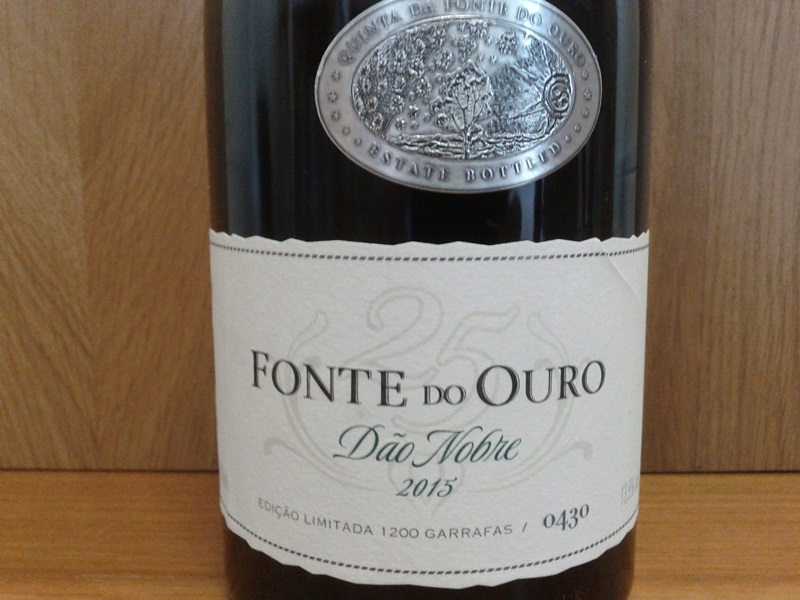 QUINTA DA FONTE DO OURO
ESTATE BOTTLED
25
FONTE DO OURO
Dão Nobre
2015
EDIÇÃO LIMITADA 1200 GARRAFAS / 0430